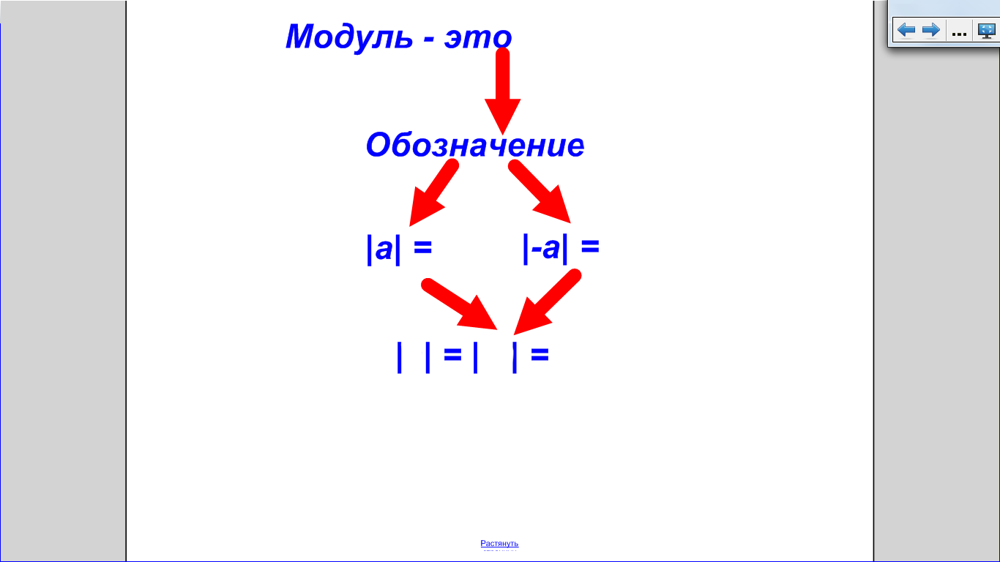 Модуль - это
Обозначение
|а| = |-а| =
| | = | | =
...
Растянуть